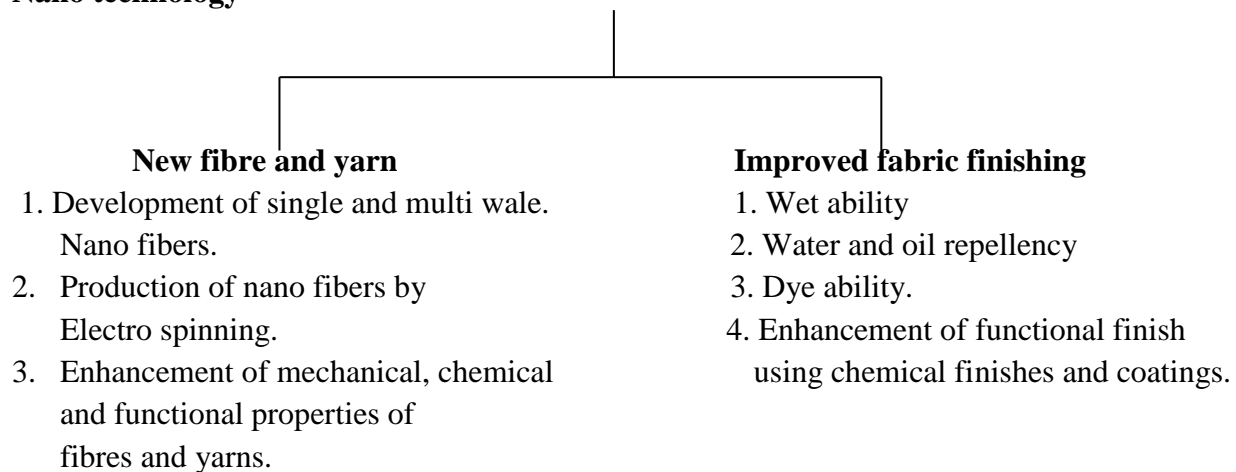 Nano technology
New fibre and yarn
1. Development of single and multi wale.
Nano fibers.
2. Production of nano fibers by
Electro spinning.
3. Enhancement of mechanical, chemical
and functional properties of
fibres and yarns.
Improved fabric finishing
1. Wet ability
2. Water and oil repellency
3. Dye ability.
4. Enhancement of functional finish
using chemical finishes and coatings.